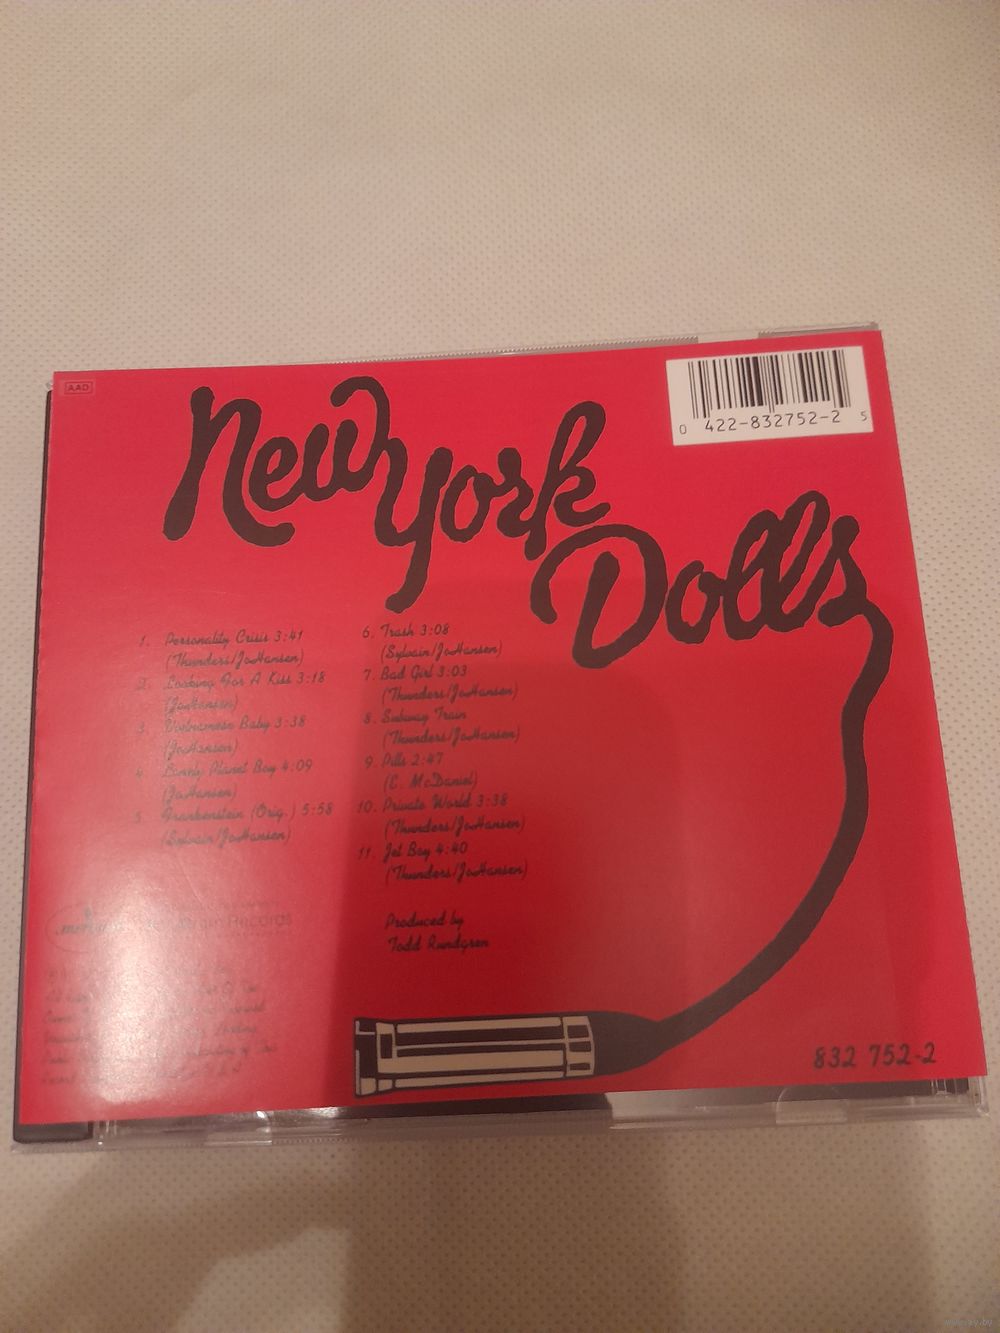 AAD
New York
Dolls
0 422-832752-2 5
1. Personality Crisis 3:41
(Thunders/JoHansen)
2. Looking For A Kiss 3:18
(JoHansen)
3. Vietnamese Baby 3:38
(JoHansen)
4. Lonely Planet Boy 4:09
(JoHansen)
5. Frankenstein (Orig.) 5:58
(Sylvain/JoHansen)
6. Trash 3:08
(Sylvain/JoHansen)
7. Bad Girl 3:03
(Thunders/JoHansen)
8. Subway Train
(Thunders/JoHansen)
9. Pills 2:47
(E. McDaniel)
10. Private World 3:38
(Thunders/JoHansen)
11. Jet Boy 4:40
(Thunders/JoHansen)
Produced by
Todd Rundgren
Records
832 752-2